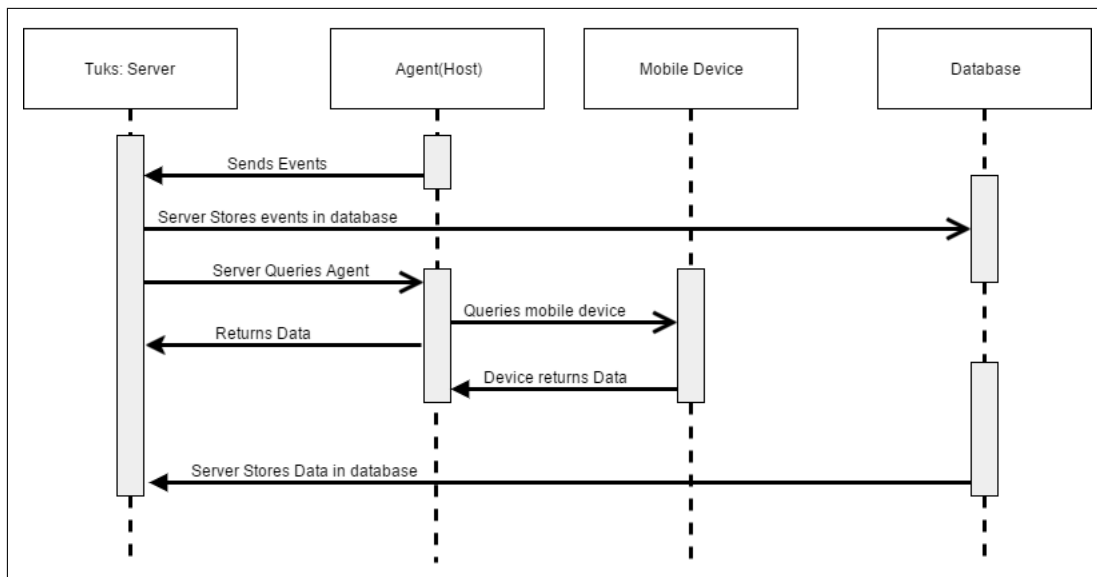 Tuks: Server
Agent(Host)
Mobile Device
Database
Sends Events
Server Stores events in database
Server Queries Agent
Queries mobile device
Returns Data
Device returns Data
Server Stores Data in database